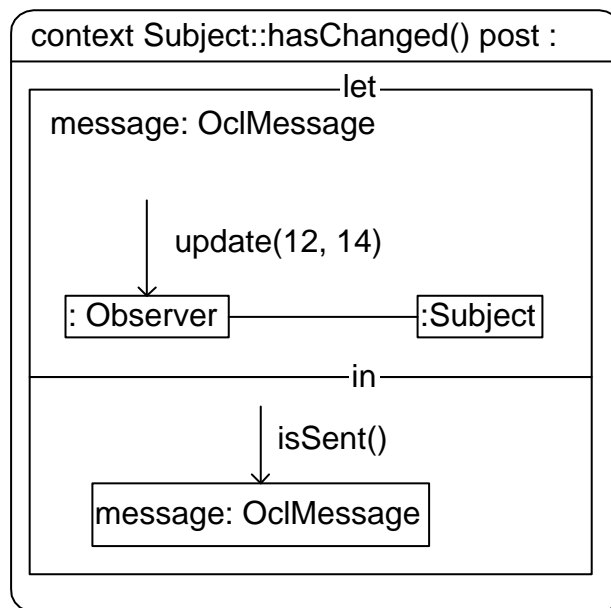 context Subject::hasChanged() post :
let
message: OclMessage
update(12, 14)
: Observer
:Subject
in
isSent()
message: OclMessage